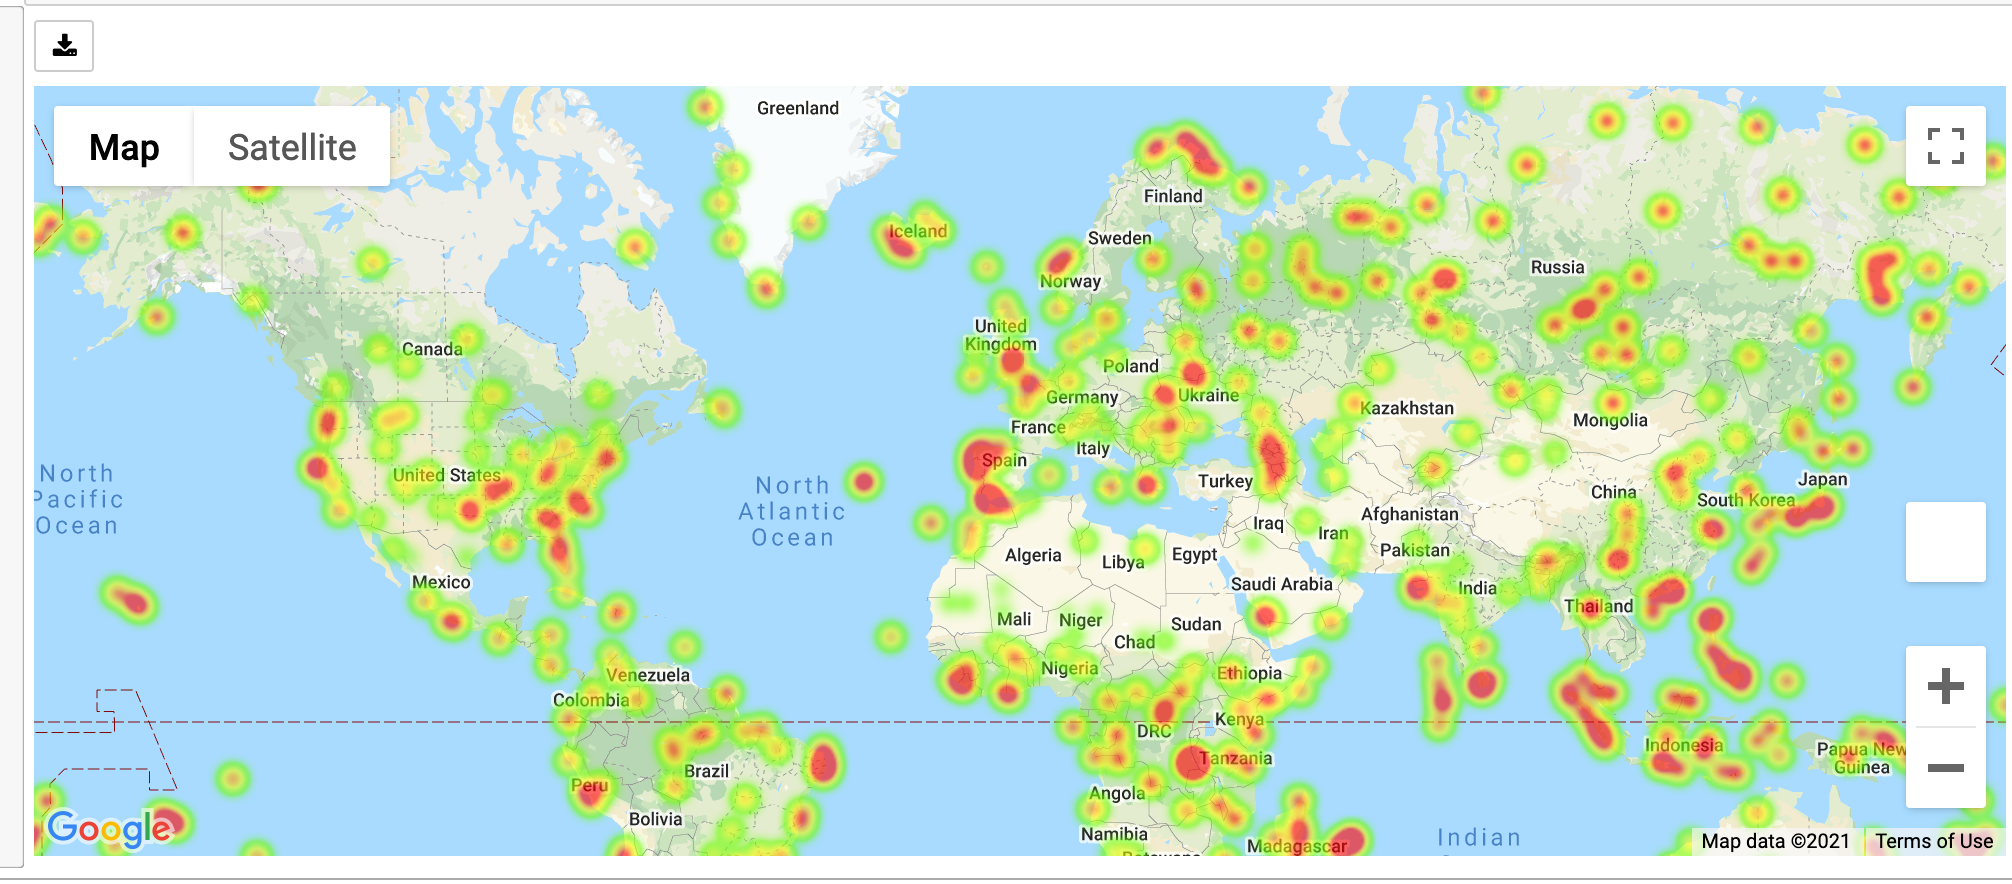 Map
Satellite
Greenland
Iceland
Finland
Sweden
Norway
Russia
United
Kingdom
Canada
Poland
Germany
Ukraine
Kazakhstan
Mongolia
France
Italy
Spain
United States
North
Pacific
Ocean
North
Atlantic
Ocean
Turkey
China
Japan
South Korea
Afghanistan
Iraq
Iran
Algeria
Libya
Egypt
Pakistan
Mexico
Saudi Arabia
India
Thailand
Mali
Niger
Sudan
Chad
Nigeria
Ethiopia
Venezuela
Colombia
Kenya
DRC
Tanzania
Indonesia
Papua New
Guinea
Brazil
Peru
Angola
Bolivia
Namibia
Madagascar
Botswana
Indian
Google
Map data ©2021
Terms of Use